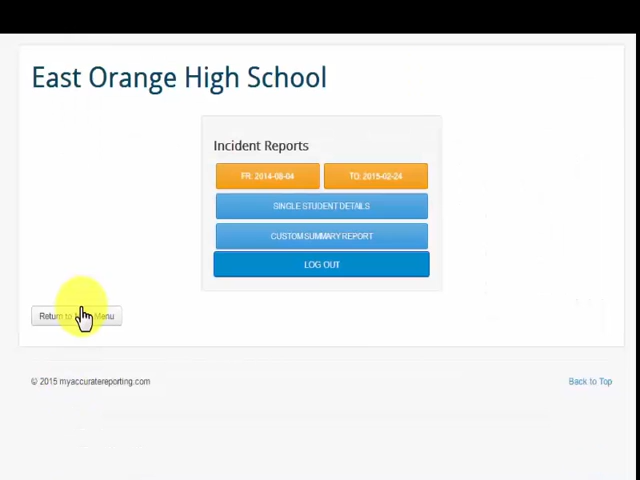 East Orange High School
Incident Reports
FR: 2014-08-04
TO: 2015-02-24
SINGLE STUDENT DETAILS
CUSTOM SUMMARY REPORT
LOG OUT
Return to Menu
© 2015 myaccuratereporting.com
Back to Top